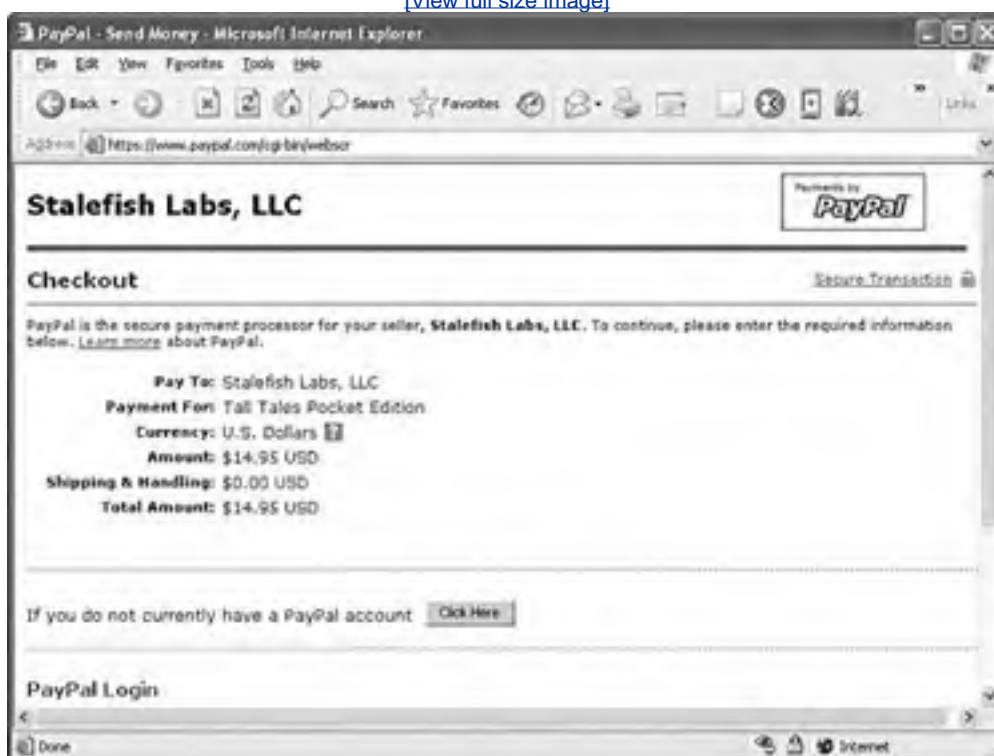 [View full size image]
PayPal - Send Money - Microsoft Internet Explorer
File Edit View Favorites Tools Help
Back Search Favorites Links
Address https://www.paypal.com/cgi-bin/webscr
Stalefish Labs, LLC
Payments by
PayPal
Checkout
Secure Transaction
PayPal is the secure payment processor for your seller, Stalefish Labs, LLC. To continue, please enter the required information
below. Learn more about PayPal.
Pay To: Stalefish Labs, LLC
Payment For: Tall Tales Pocket Edition
Currency: U.S. Dollars ?
Amount: $14.95 USD
Shipping & Handling: $0.00 USD
Total Amount: $14.95 USD
If you do not currently have a PayPal account Click Here
PayPal Login
Done Internet